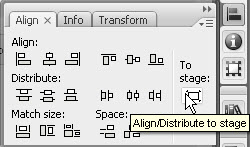 Align × Info Transform
Align:
To stage:
Distribute:
Match size: Space:
Align/Distribute to stage